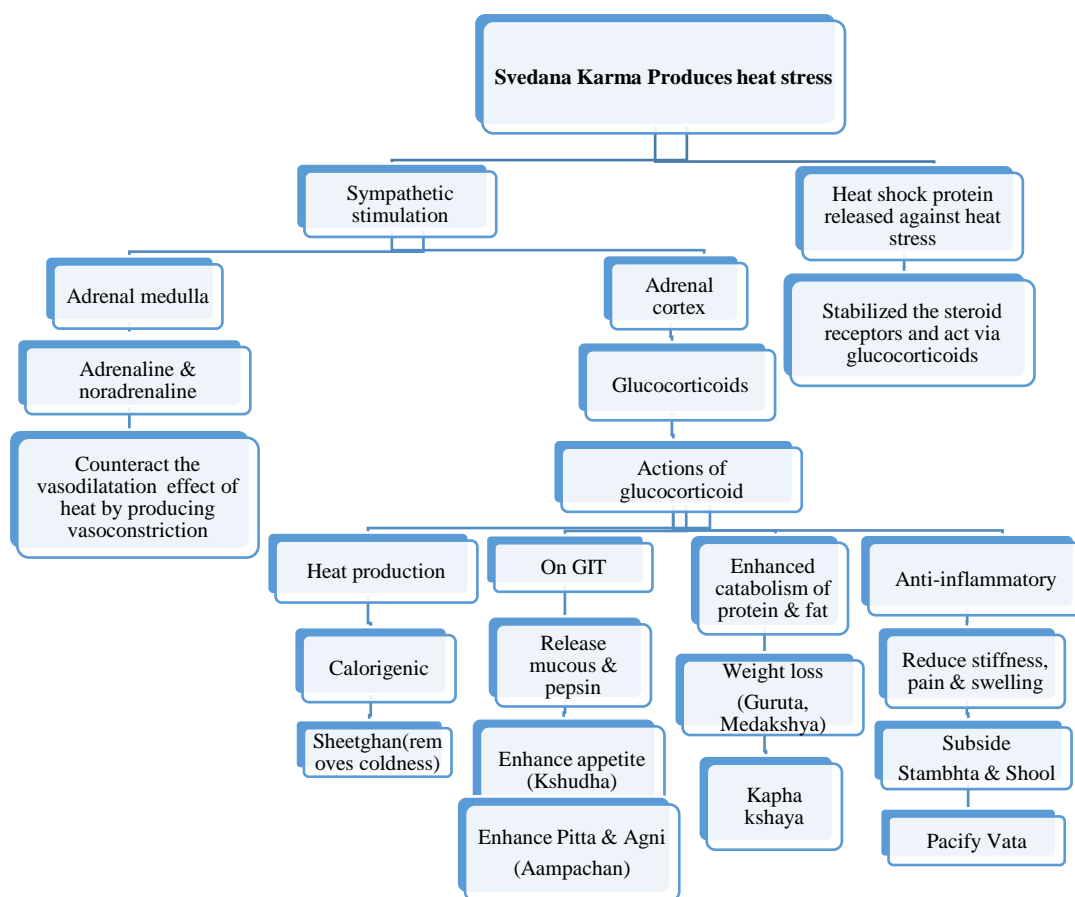 Svedana Karma Produces heat stress
Sympathetic
stimulation
Heat shock protein
released against heat
stress
Adrenal medulla
Adrenal
cortex
Stabilized the steroid
receptors and act via
glucocorticoids
Adrenaline &
noradrenaline
Glucocorticoids
Counteract the
vasodilatation effect of
heat by producing
vasoconstriction
Actions of
glucocorticoid
Heat production
On GIT
Enhanced
catabolism of
protein & fat
Anti-inflammatory
Calorigenic
Release
mucous &
pepsin
Weight loss
(Guruta,
Medakshya)
Reduce stiffness,
pain & swelling
Sheetghan(rem
oves coldness)
Enhance appetite
(Kshudha)
Kapha
kshaya
Subside
Stambhta & Shool
Enhance Pitta & Agni
(Aampachan)
Pacify Vata